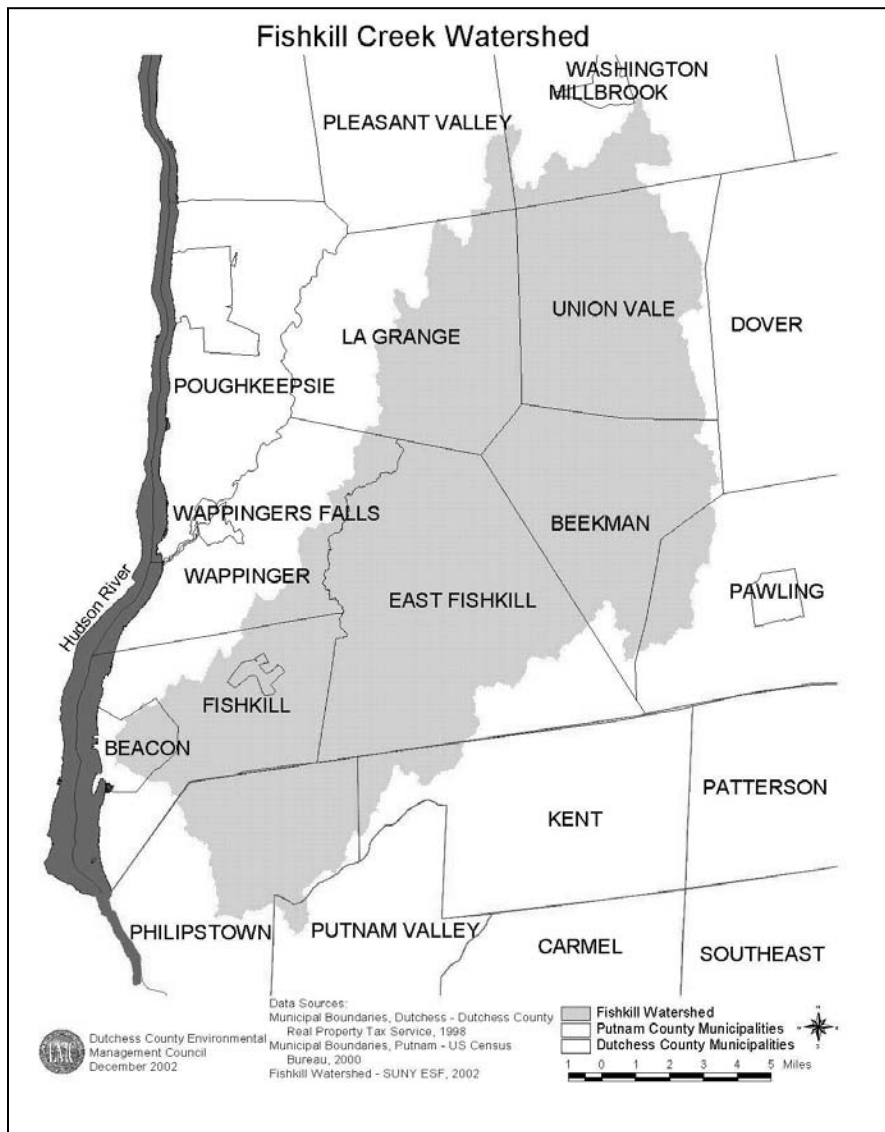 Fishkill Creek Watershed
WASHINGTON
MILLBROOK
PLEASANT VALLEY
UNION VALE
DOVER
LA GRANGE
POUGHKEEPSIE
WAPPINGERS FALLS
BEEKMAN
WAPPINGER
EAST FISHKILL
PAWLING
Hudson River
FISHKILL
BEACON
PATTERSON
KENT
PHILIPSTOWN
PUTNAM VALLEY
CARMEL
SOUTHEAST
Dutchess County Environmental
Management Council
December 2002
Data Sources:
Municipal Boundaries, Dutchess - Dutchess County
Real Property Tax Service, 1998
Municipal Boundaries, Putnam - US Census
Bureau, 2000
Fishkill Watershed - SUNY ESF, 2002
Fishkill Watershed
Putnam County Municipalities
Dutchess County Municipalities
1 0 1 2 3 4 5 Miles